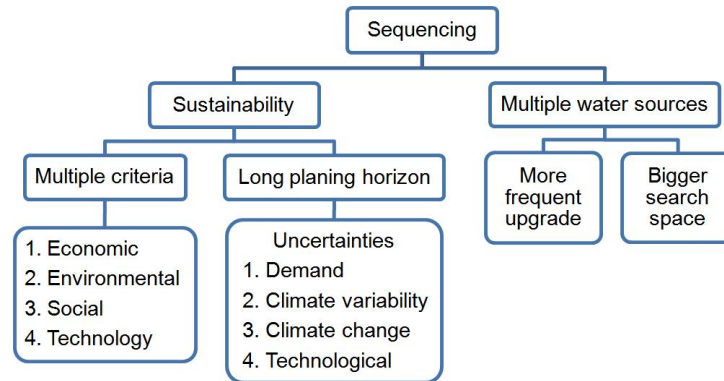 Sequencing
Sustainability
Multiple water sources
Multiple criteria
Long planing horizon
More
frequent
upgrade
Bigger
search
space
1. Economic
2. Environmental
3. Social
4. Technology
Uncertainties
1. Demand
2. Climate variability
3. Climate change
4. Technological